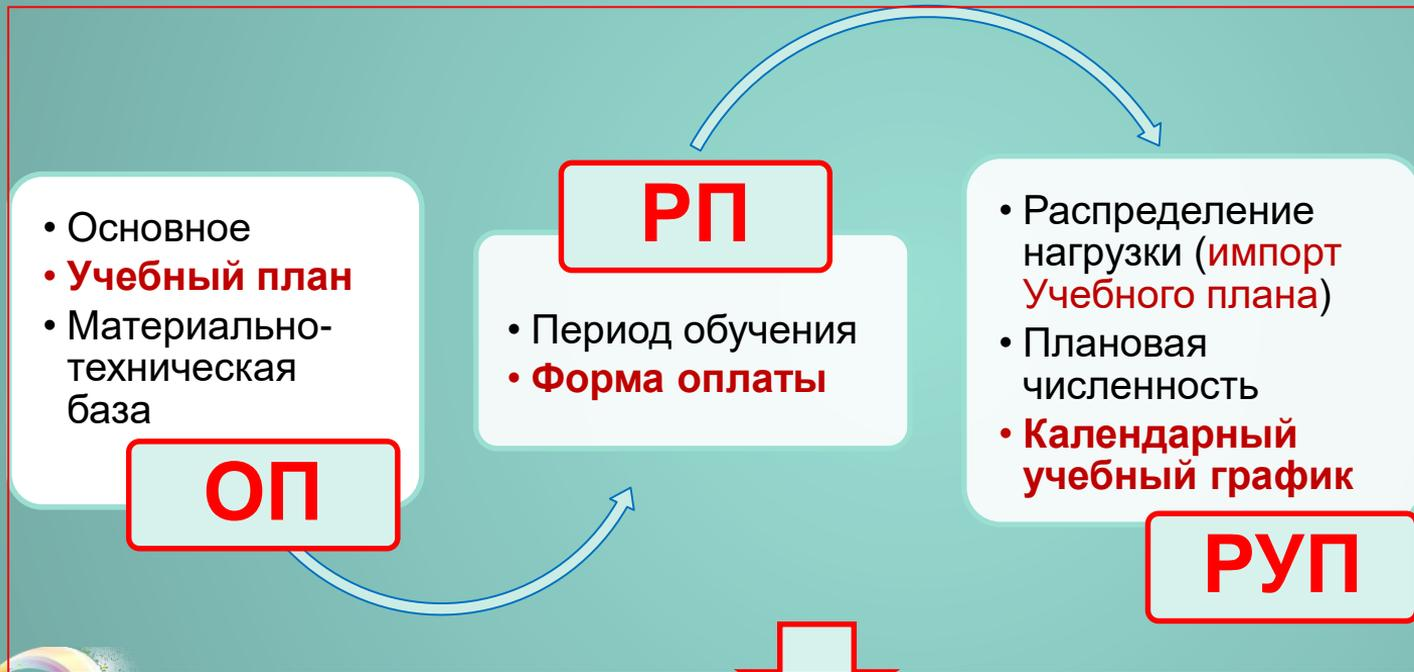 • Основное
• Учебный план
• Материально-
техническая
база
ОП
РП
• Период обучения
• Форма оплаты
• Распределение
нагрузки (импорт
Учебного плана)
• Плановая
численность
• Календарный
учебный график
РУП